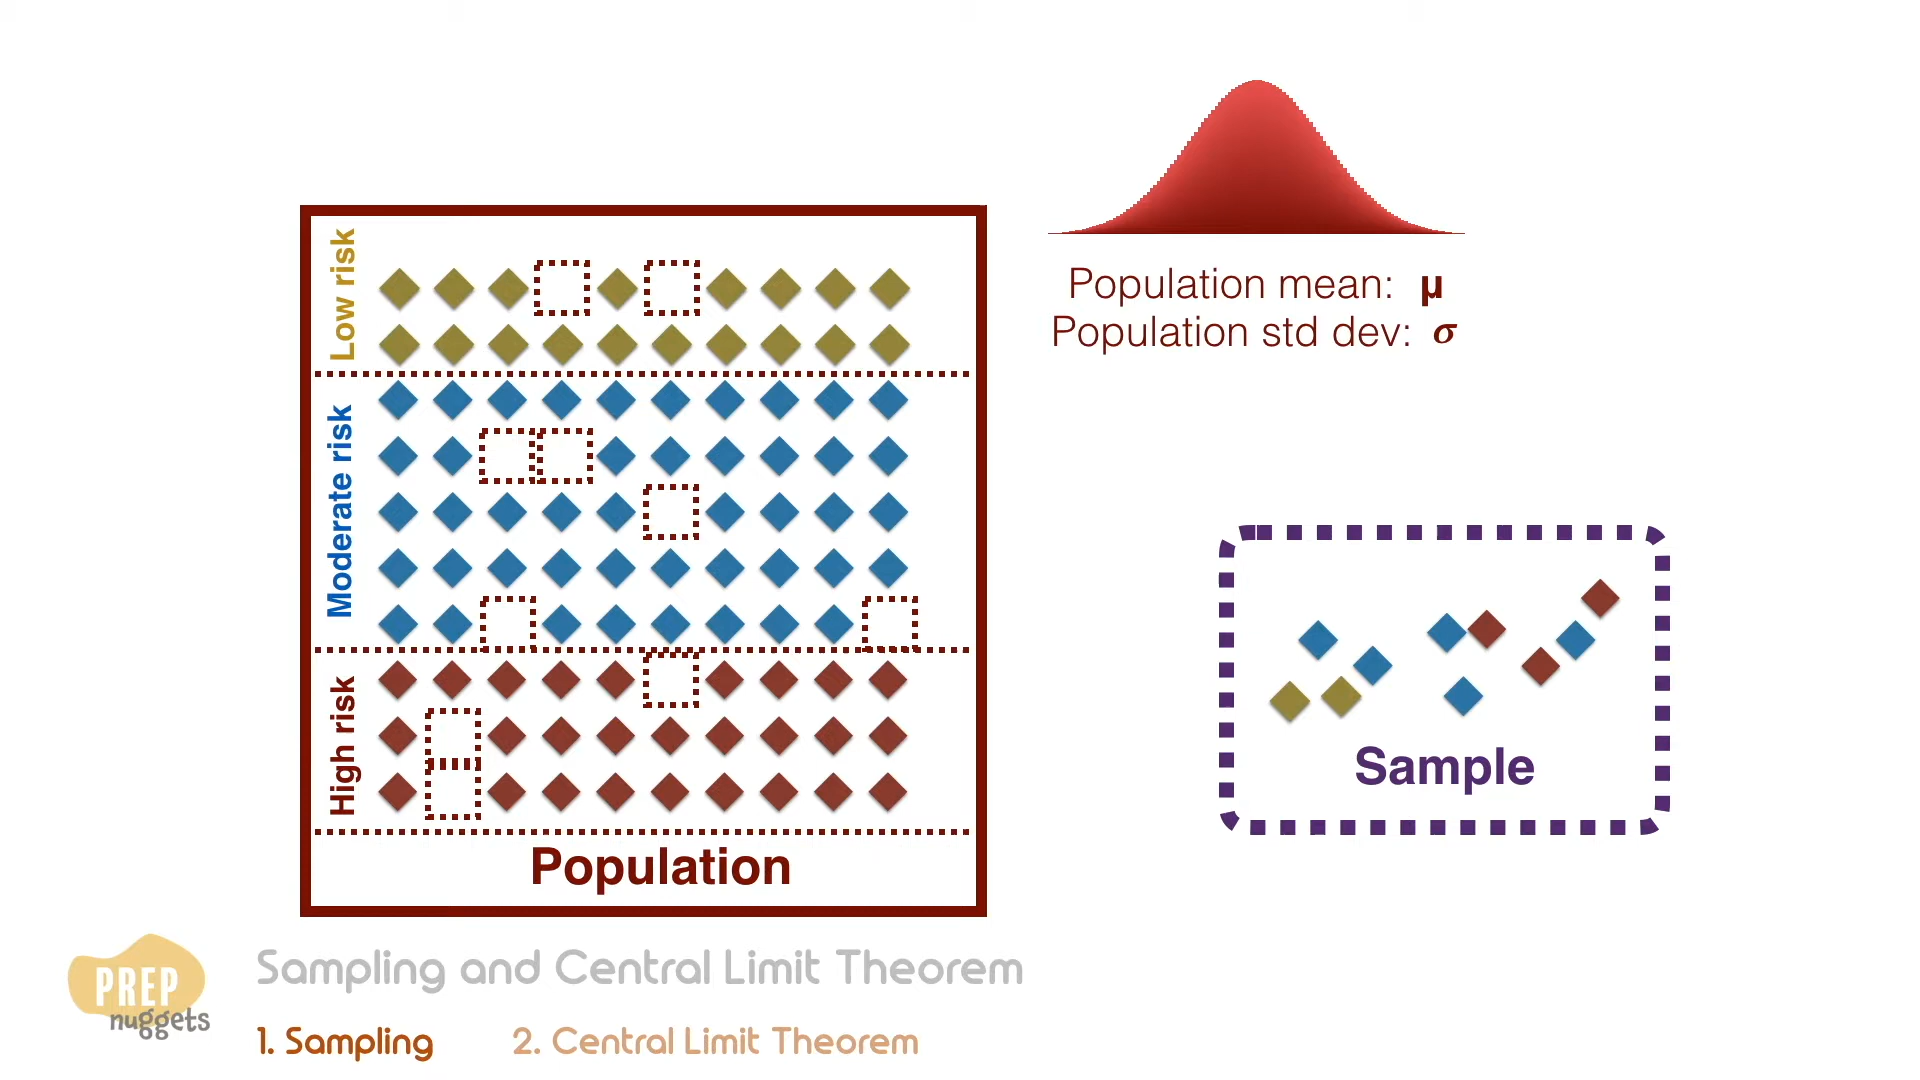 Low risk
Moderate risk
High risk
Population
Population mean: μ
Population std dev: σ
Sample
PREP
nuggets
Sampling and Central Limit Theorem
1. Sampling
2. Central Limit Theorem